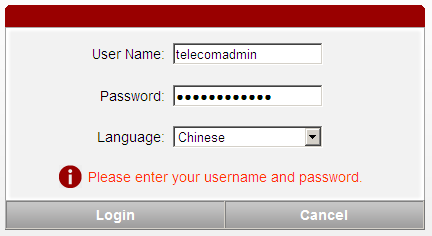 User Name: telecomadmin
Password: ●●●●●●●●●●●●
Language: Chinese
Please enter your username and password.
Login Cancel